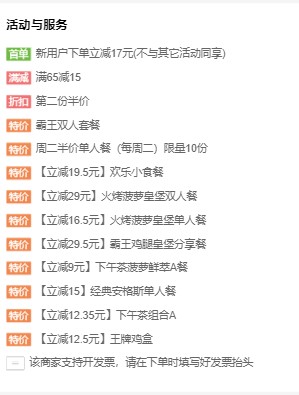 活动与服务
首单 新用户下单立减17元(不与其它活动同享)
满减 满65减15
折扣 第二份半价
特价 霸王双人套餐
特价 周二半价单人餐（每周二）限量10份
特价 【立减19.5元】欢乐小食餐
特价 【立减29元】火烤菠萝皇堡双人餐
特价 【立减16.5元】火烤菠萝皇堡单人餐
特价 【立减29.5元】霸王鸡腿皇堡分享餐
特价 【立减9元】下午茶菠萝鲜萃A餐
特价 【立减15】经典安格斯单人餐
特价 【立减12.35元】下午茶组合A
特价 【立减12.5元】王牌鸡盒
该商家支持开发票，请在下单时填写好发票抬头